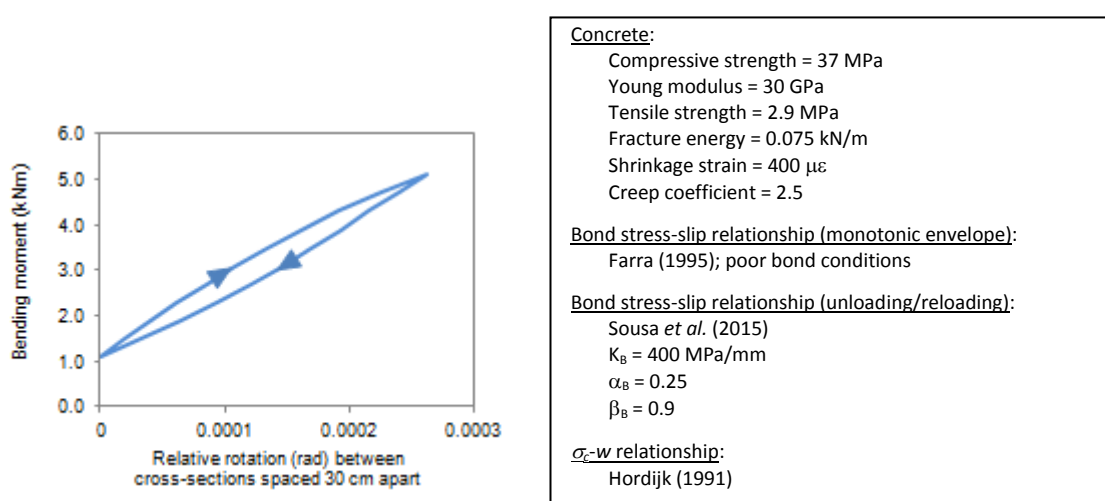 6.0
5.0
4.0
3.0
2.0
1.0
0.0
Bending moment (kNm)
0
0.0001
0.0002
0.0003
Relative rotation (rad) between
cross-sections spaced 30 cm apart
Concrete:
Compressive strength = 37 MPa
Young modulus = 30 GPa
Tensile strength = 2.9 MPa
Fracture energy = 0.075 kN/m
Shrinkage strain = 400 με
Creep coefficient = 2.5
Bond stress-slip relationship (monotonic envelope):
Farra (1995); poor bond conditions
Bond stress-slip relationship (unloading/reloading):
Sousa et al. (2015)
K_B = 400 MPa/mm
α_B = 0.25
β_B = 0.9
σ_c-w relationship:
Hordijk (1991)